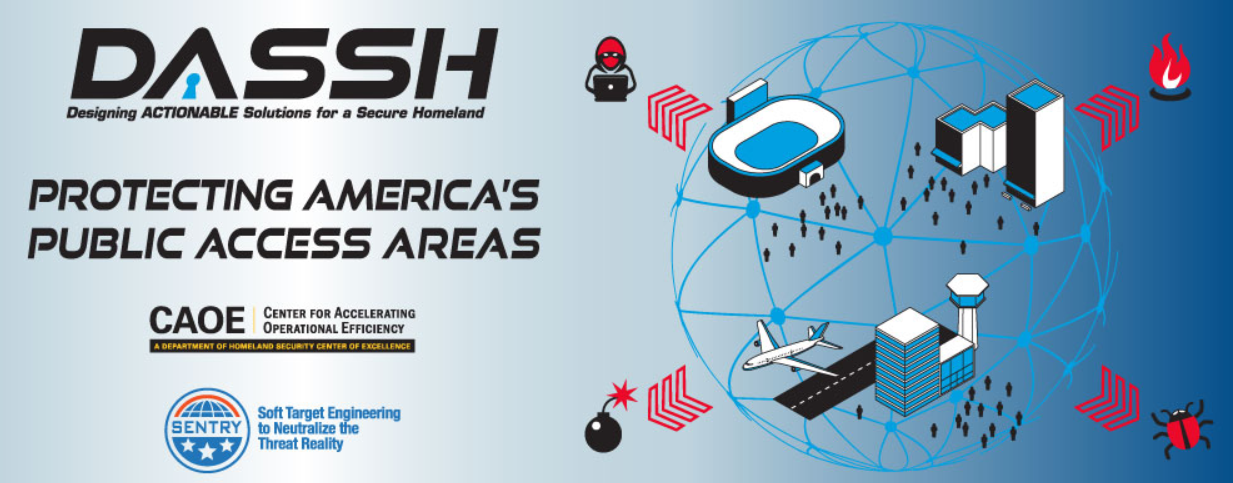 DASSH
Designing ACTIONABLE Solutions for a Secure Homeland
PROTECTING AMERICA'S
PUBLIC ACCESS AREAS
CAOE
CENTER FOR ACCELERATING
OPERATIONAL EFFICIENCY
A DEPARTMENT OF HOMELAND SECURITY CENTER OF EXCELLENCE
SENTRY
Soft Target Engineering
to Neutralize the
Threat Reality